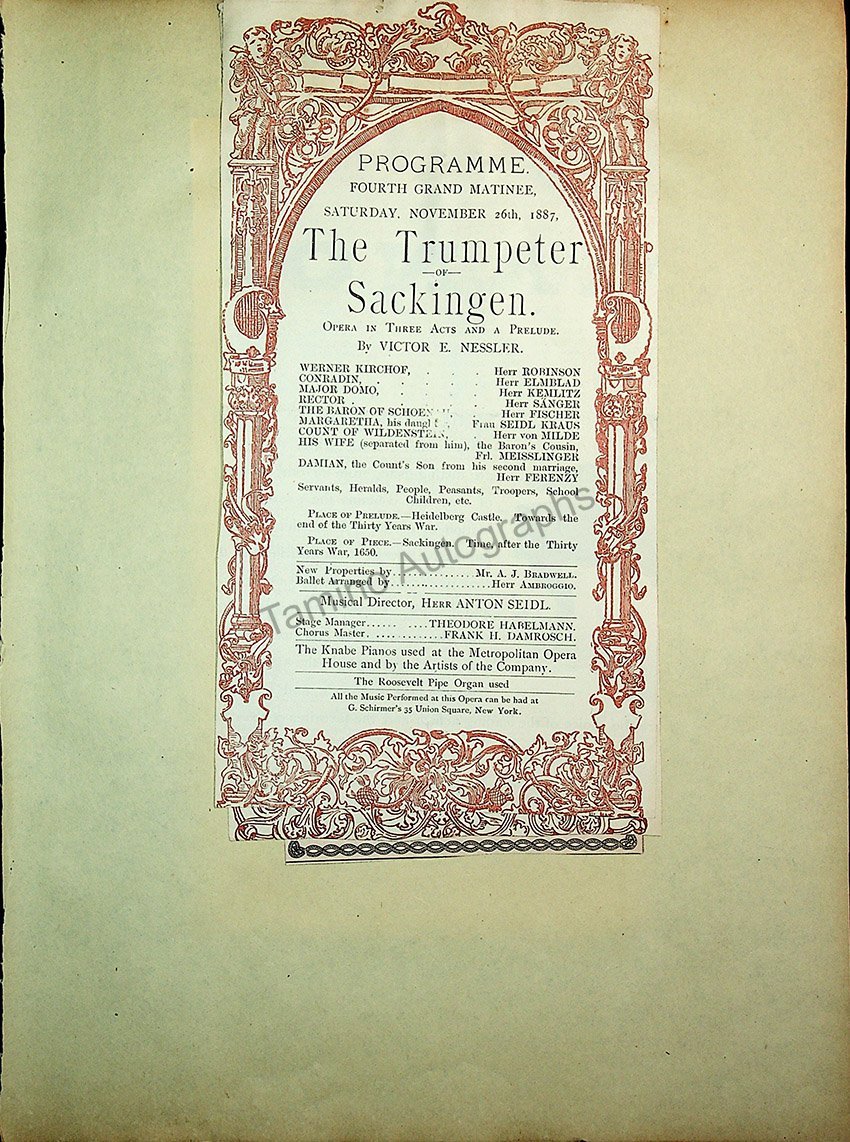 PROGRAMME.
FOURTH GRAND MATINEE,
SATURDAY, NOVEMBER 26th, 1887,
The Trumpeter
—OF—
Sackingen.
OPERA IN THREE ACTS AND A PRELUDE.
By VICTOR E. NESSLER.
WERNER KIRCHOF, . . . Herr ROBINSON
CONRADIN, . . . . . Herr ELMBLAD
MAJOR DOMO, . . . . Herr KEMLITZ
RECTOR . . . . . Herr SÄNGER
THE BARON OF . . Herr FISCHER
MARGARETHA, his Frau SEIDL KRAUS
COUNT OF WILDENSTEIN, Herr von MILDE
HIS WIFE (separated from him), the Baron's Cousin,
Frl. MEISSLINGER
DAMIAN, the Count's Son from his second marriage,
Herr FERENZY
Servants, Heralds, People, Peasants, Troopers, School
Children, etc.
PLACE OF PRELUDE.—Heidelberg Castle. Towards the
end of the Thirty Years War.
PLACE OF PIECE.—Sackingen. Time, after the Thirty
Years War, 1650.
New Properties by................Mr. A. J. BRADWELL.
Ballet Arranged by...................Herr AMBROGGIO.
Musical Director, HERR ANTON SEIDL.
Stage Manager...... ....THEODORE HABELMANN.
Chorus Master. .............FRANK H. DAMROSCH.
The Knabe Pianos used at the Metropolitan Opera
House and by the Artists of the Company.
The Roosevelt Pipe Organ used
All the Music Performed at this Opera can be had at
G. Schirmer's 35 Union Square, New York.
Tamino Autographs